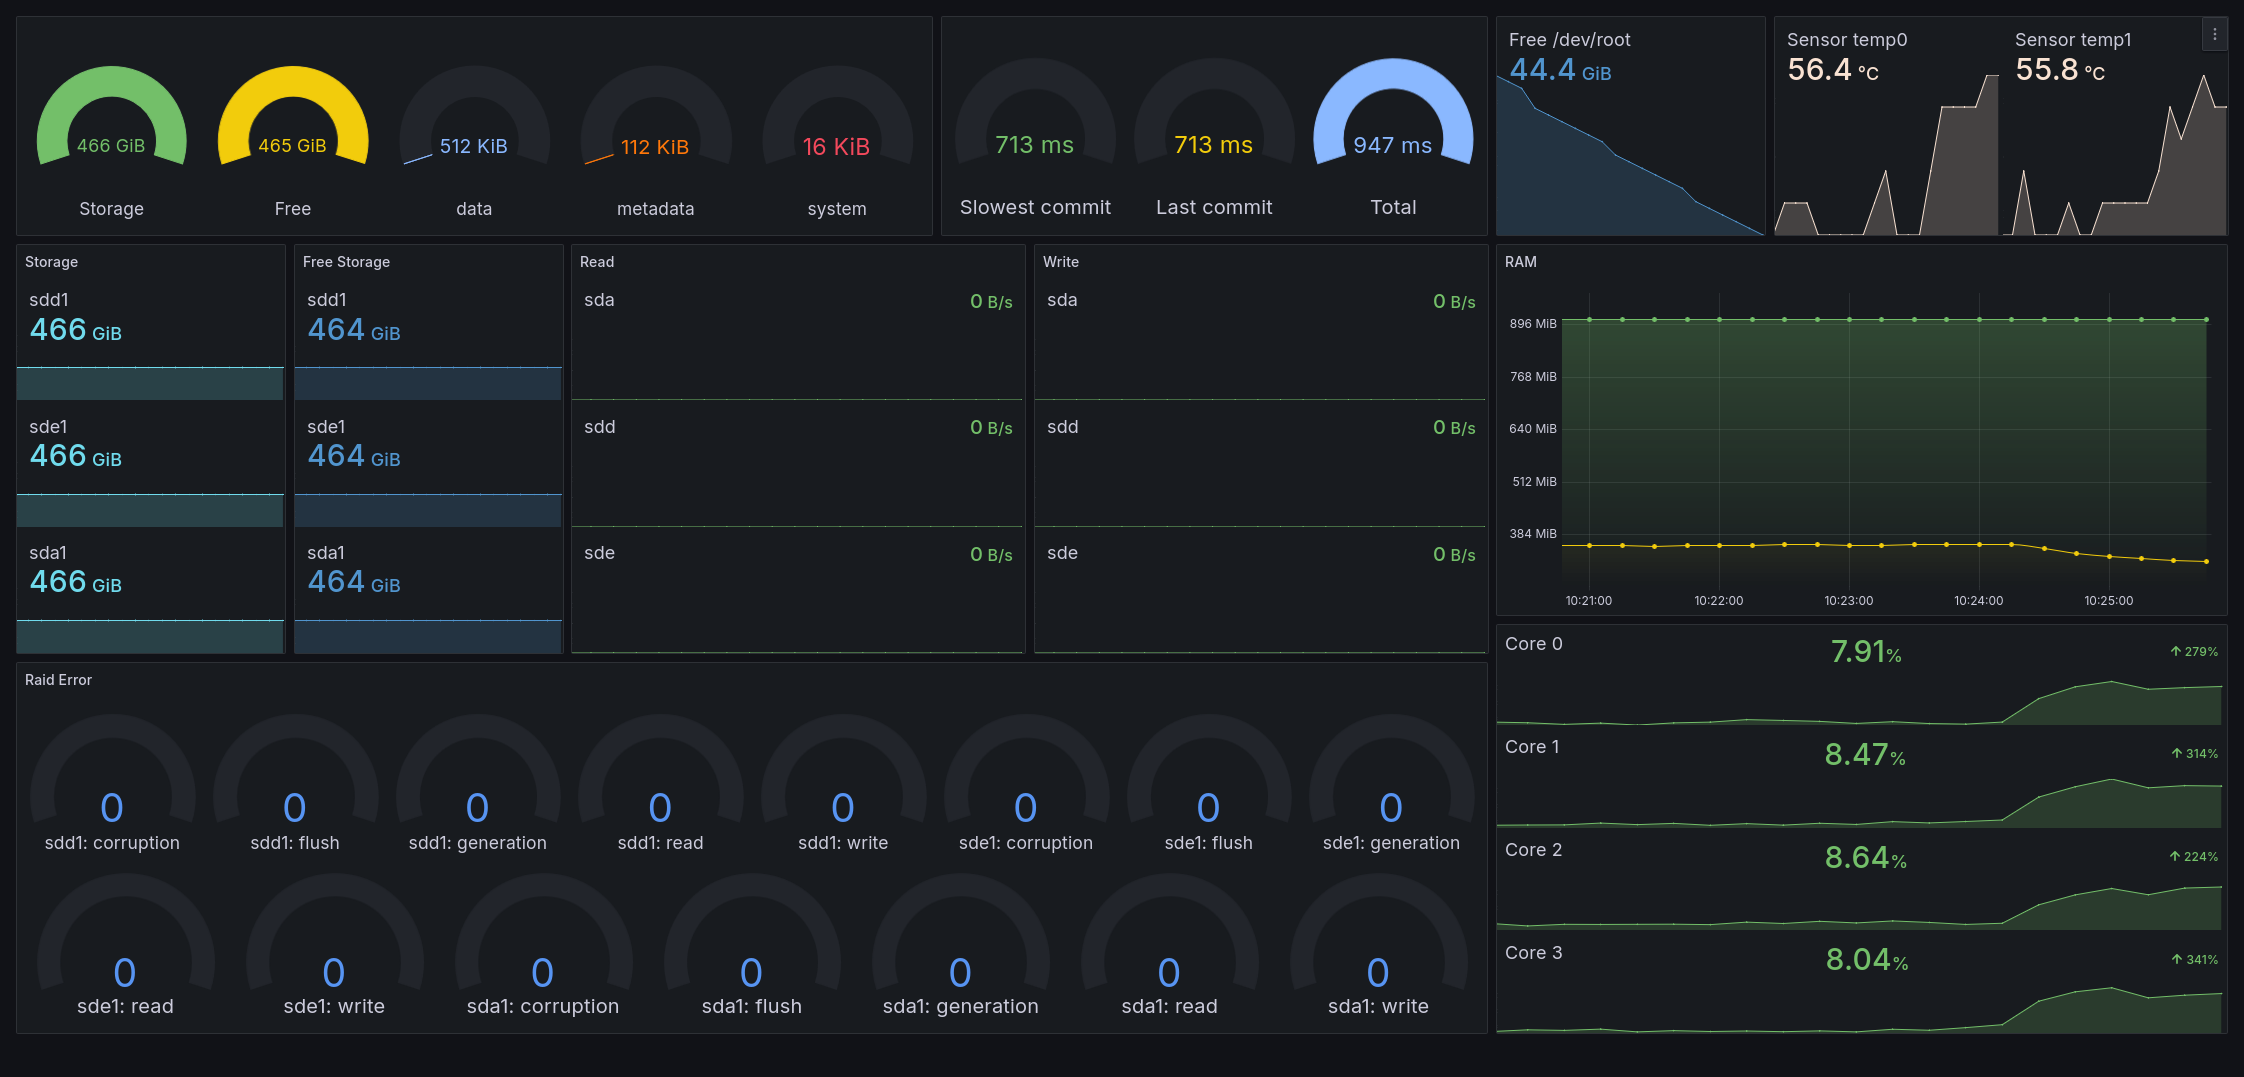 466 GiB
Storage
465 GiB
Free
512 KiB
data
112 KiB
metadata
16 KiB
system
713 ms
Slowest commit
713 ms
Last commit
947 ms
Total
Free /dev/root
44.4 GiB
Sensor temp0
56.4 °C
Sensor temp1
55.8 °C
Storage
sdd1
466 GiB
sde1
466 GiB
sda1
466 GiB
Free Storage
sdd1
464 GiB
sde1
464 GiB
sda1
464 GiB
Read
sda 0 B/s
sdd 0 B/s
sde 0 B/s
Write
sda 0 B/s
sdd 0 B/s
sde 0 B/s
RAM
896 MiB
768 MiB
640 MiB
512 MiB
384 MiB
10:21:00 10:22:00 10:23:00 10:24:00 10:25:00
Raid Error
0
sdd1: corruption
0
sdd1: flush
0
sdd1: generation
0
sdd1: read
0
sdd1: write
0
sde1: corruption
0
sde1: flush
0
sde1: generation
0
sde1: read
0
sde1: write
0
sda1: corruption
0
sda1: flush
0
sda1: generation
0
sda1: read
0
sda1: write
Core 0 7.91% ↑ 279%
Core 1 8.47% ↑ 314%
Core 2 8.64% ↑ 224%
Core 3 8.04% ↑ 341%